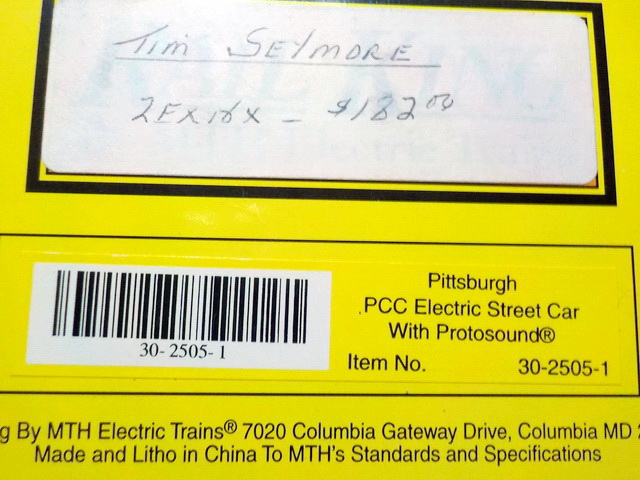 Tim Seymore
- $182.00
30-2505-1
Pittsburgh
PCC Electric Street Car
With Protosound®
Item No. 30-2505-1
g By MTH Electric Trains® 7020 Columbia Gateway Drive, Columbia MD 2
Made and Litho in China To MTH's Standards and Specifications